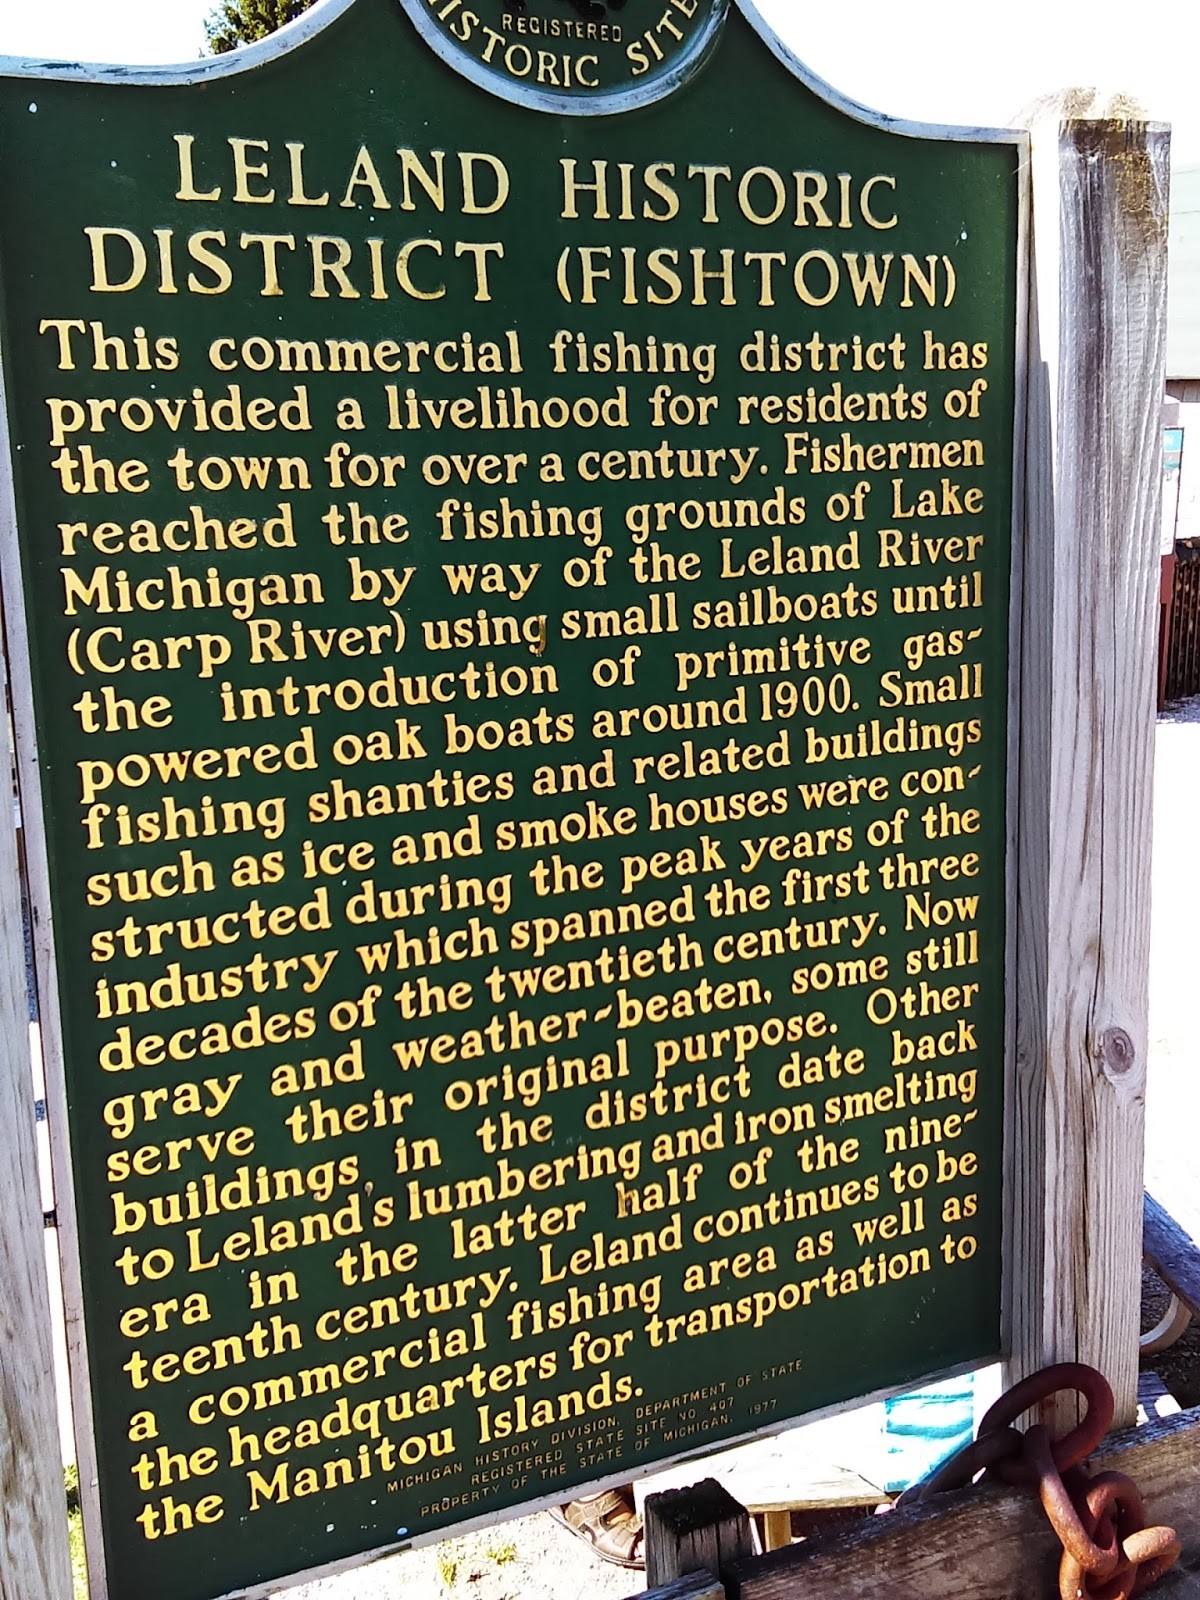 REGISTERED
HISTORIC SITE
LELAND HISTORIC
DISTRICT (FISHTOWN)
This commercial fishing district has
provided a livelihood for residents of
the town for over a century. Fishermen
reached the fishing grounds of Lake
Michigan by way of the Leland River
(Carp River) using small sailboats until
the introduction of primitive gas-
powered oak boats around 1900. Small
fishing shanties and related buildings
such as ice and smoke houses were con-
structed during the peak years of the
industry which spanned the first three
decades of the twentieth century. Now
gray and weather-beaten, some still
serve their original purpose. Other
buildings in the district date back
to Leland's lumbering and iron smelting
era in the latter half of the nine-
teenth century. Leland continues to be
a commercial fishing area as well as
the headquarters for transportation to
the Manitou Islands.
MICHIGAN HISTORY DIVISION, DEPARTMENT OF STATE
REGISTERED STATE SITE NO. 407
PROPERTY OF THE STATE OF MICHIGAN, 1977